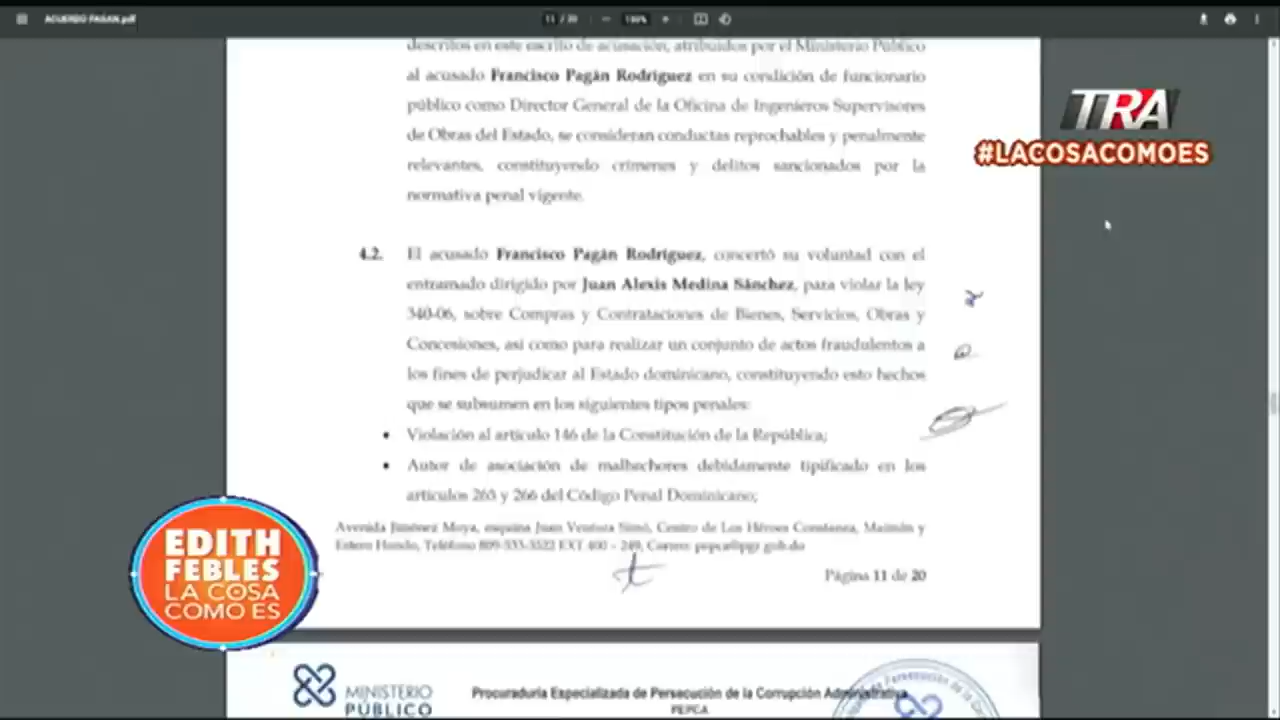 ACUERDO PAGAN.pdf
11 / 20
100%
descritos en este escrito de acusación, atribuidos por el Ministerio Público
al acusado Francisco Pagán Rodríguez en su condición de funcionario
público como Director General de la Oficina de Ingenieros Supervisores
de Obras del Estado, se consideran conductas reprochables y penalmente
relevantes, constituyendo crímenes y delitos sancionados por la
normativa penal vigente.
TRA
#LACOSACOMOES
4.2. El acusado Francisco Pagán Rodríguez, concertó su voluntad con el
entramado dirigido por Juan Alexis Medina Sánchez, para violar la ley
340-06, sobre Compras y Contrataciones de Bienes, Servicios, Obras y
Concesiones, así como para realizar un conjunto de actos fraudulentos a
los fines de perjudicar al Estado dominicano, constituyendo esto hechos
que se subsumen en los siguientes tipos penales:
• Violación al artículo 146 de la Constitución de la República;
• Autor de asociación de malhechores debidamente tipificado en los
artículos 265 y 266 del Código Penal Dominicano;
Avenida Jiménez Moya, esquina Juan Ventura Simó, Centro de Los Héroes Constanza, Maimón y
Estero Hondo, Teléfono 809-533-3522 EXT 400 – 249, Correo:
Página 11 de 20
EDITH
FEBLES
LA COSA
COMO ES
MINISTERIO
PÚBLICO
Procuraduría Especializada de Persecución de la Corrupción Administrativa
PEPCA
de Persecución de la